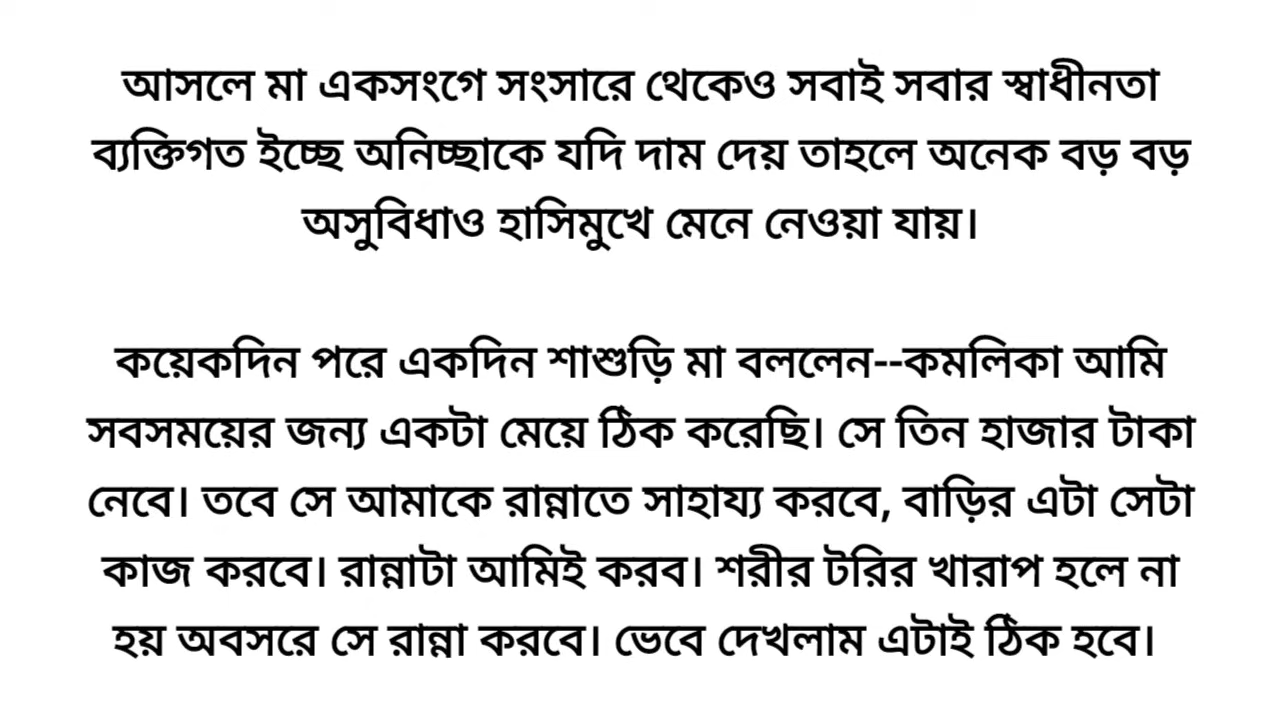 আসলে মা একসংগে সংসারে থেকেও সবাই সবার স্বাধীনতা
ব্যক্তিগত ইচ্ছে অনিচ্ছাকে যদি দাম দেয় তাহলে অনেক বড় বড়
অসুবিধাও হাসিমুখে মেনে নেওয়া যায়।
কয়েকদিন পরে একদিন শাশুড়ি মা বললেন--কমলিকা আমি
সবসময়ের জন্য একটা মেয়ে ঠিক করেছি। সে তিন হাজার টাকা
নেবে। তবে সে আমাকে রান্নাতে সাহায্য করবে, বাড়ির এটা সেটা
কাজ করবে। রান্নাটা আমিই করব। শরীর টরির খারাপ হলে না
হয় অবসরে সে রান্না করবে। ভেবে দেখলাম এটাই ঠিক হবে।